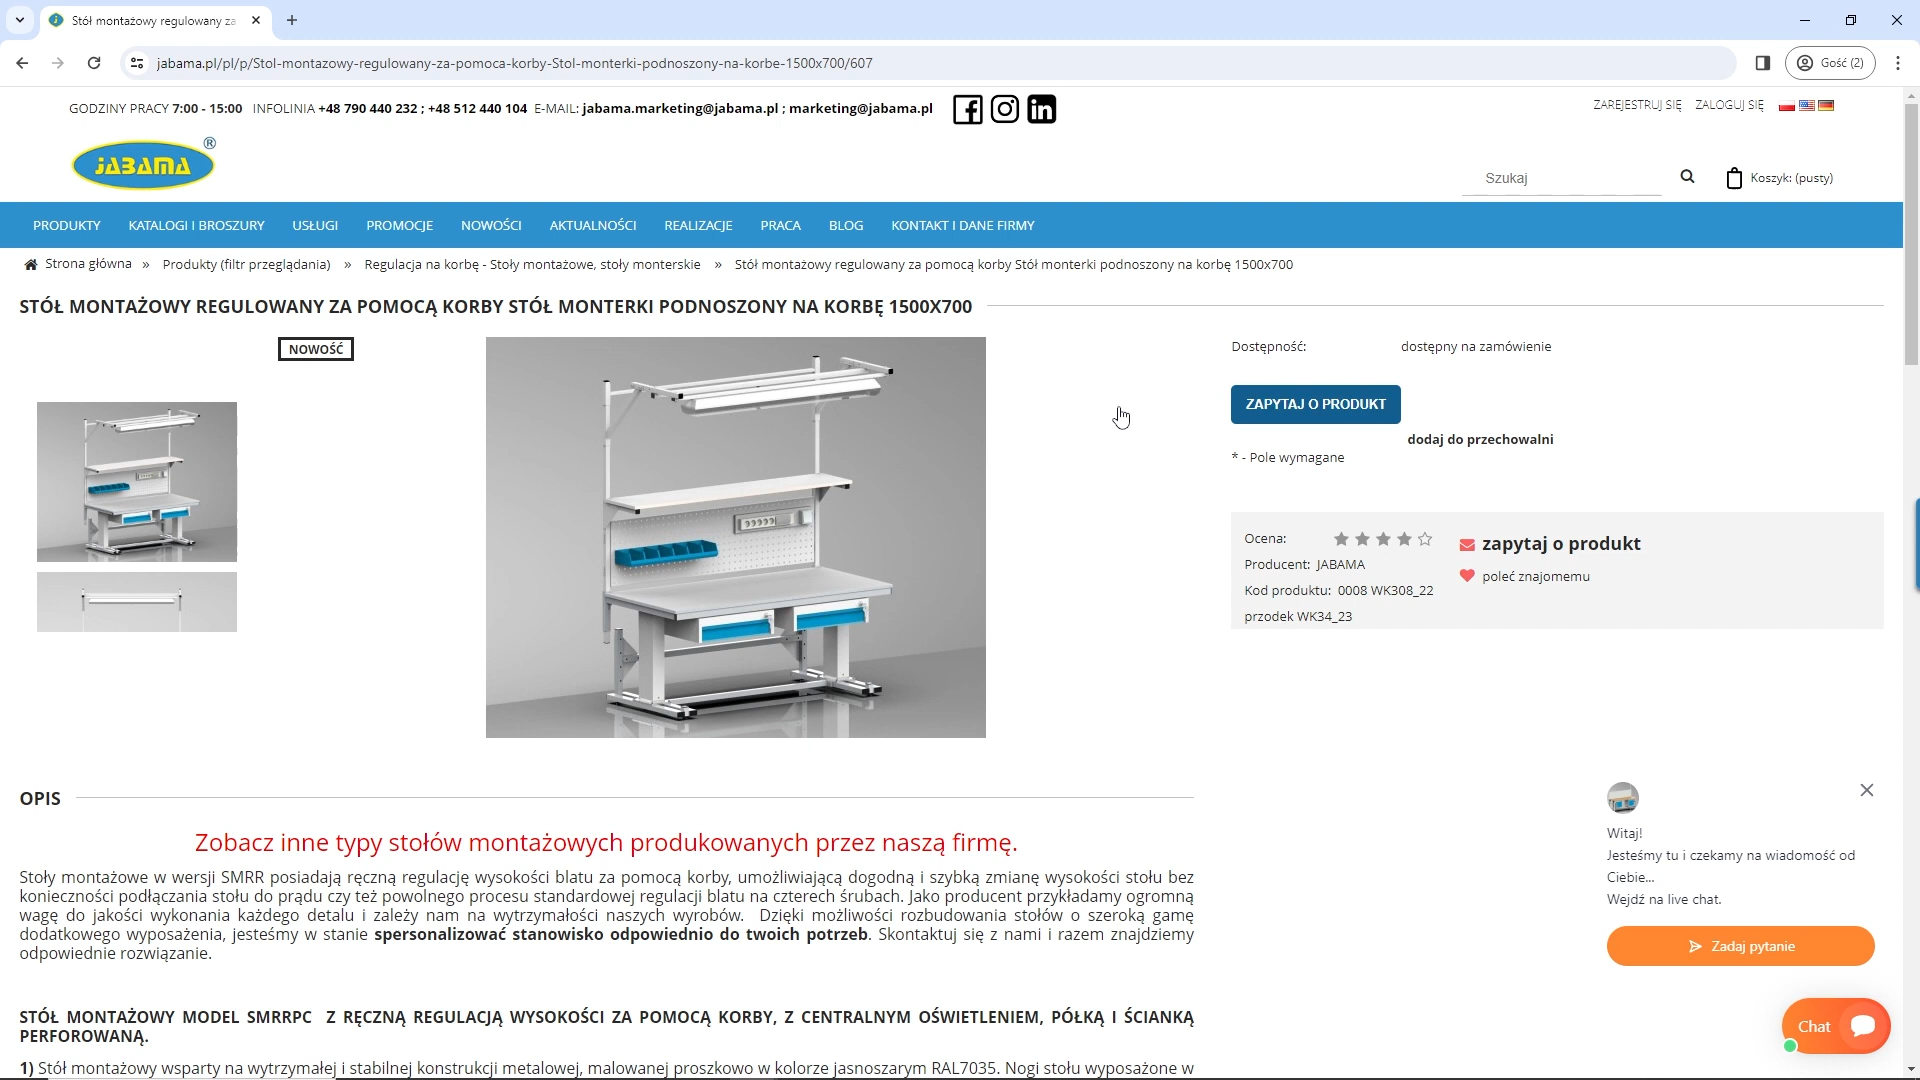 Stół montażowy regulowany za
jabama.pl/pl/p/Stol-montazowy-regulowany-za-pomoca-korby-Stol-monterki-podnoszony-na-korbe-1500x700/607
Gość (2)
GODZINY PRACY 7:00 - 15:00 INFOLINIA +48 790 440 232 ; +48 512 440 104 E-MAIL: jabama.marketing@jabama.pl ; marketing@jabama.pl
ZAREJESTRUJ SIĘ ZALOGUJ SIĘ
JABAMA ®
Szukaj
Koszyk: (pusty)
PRODUKTY KATALOGI I BROSZURY USŁUGI PROMOCJE NOWOŚCI AKTUALNOŚCI REALIZACJE PRACA BLOG KONTAKT I DANE FIRMY
Strona główna » Produkty (filtr przeglądania) » Regulacja na korbę - Stoły montażowe, stoły monterskie » Stół montażowy regulowany za pomocą korby Stół monterki podnoszony na korbę 1500x700
STÓŁ MONTAŻOWY REGULOWANY ZA POMOCĄ KORBY STÓŁ MONTERKI PODNOSZONY NA KORBĘ 1500X700
NOWOŚĆ
Dostępność: dostępny na zamówienie
ZAPYTAJ O PRODUKT
dodaj do przechowalni
* - Pole wymagane
Ocena:
Producent: JABAMA
Kod produktu: 0008 WK308_22
przodek WK34_23
zapytaj o produkt
poleć znajomemu
OPIS
Zobacz inne typy stołów montażowych produkowanych przez naszą firmę.
Stoły montażowe w wersji SMRR posiadają ręczną regulację wysokości blatu za pomocą korby, umożliwiającą dogodną i szybką zmianę wysokości stołu bez
konieczności podłączania stołu do prądu czy też powolnego procesu standardowej regulacji blatu na czterech śrubach. Jako producent przykładamy ogromną
wagę do jakości wykonania każdego detalu i zależy nam na wytrzymałości naszych wyrobów. Dzięki możliwości rozbudowania stołów o szeroką gamę
dodatkowego wyposażenia, jesteśmy w stanie spersonalizować stanowisko odpowiednio do twoich potrzeb. Skontaktuj się z nami i razem znajdziemy
odpowiednie rozwiązanie.
STÓŁ MONTAŻOWY MODEL SMRRPC Z RĘCZNĄ REGULACJĄ WYSOKOŚCI ZA POMOCĄ KORBY, Z CENTRALNYM OŚWIETLENIEM, PÓŁKĄ I ŚCIANKĄ
PERFOROWANĄ.
1) Stół montażowy wsparty na wytrzymałej i stabilnej konstrukcji metalowej, malowanej proszkowo w kolorze jasnoszarym RAL7035. Nogi stołu wyposażone w
Witaj!
Jesteśmy tu i czekamy na wiadomość od
Ciebie...
Wejdź na live chat.
Zadaj pytanie
Chat